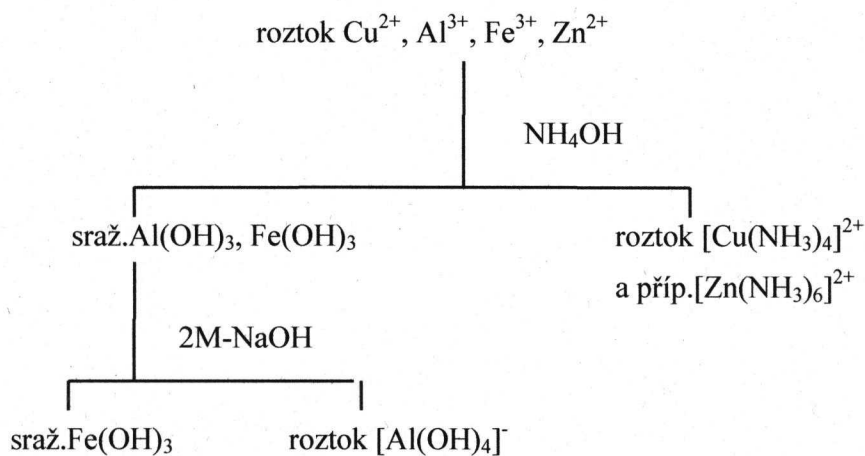 roztok Cu²⁺, Al³⁺, Fe³⁺, Zn²⁺
NH₄OH
sraž.Al(OH)₃, Fe(OH)₃
roztok [Cu(NH₃)₄]²⁺
a příp.[Zn(NH₃)₆]²⁺
2M-NaOH
sraž.Fe(OH)₃
roztok [Al(OH)₄]⁻